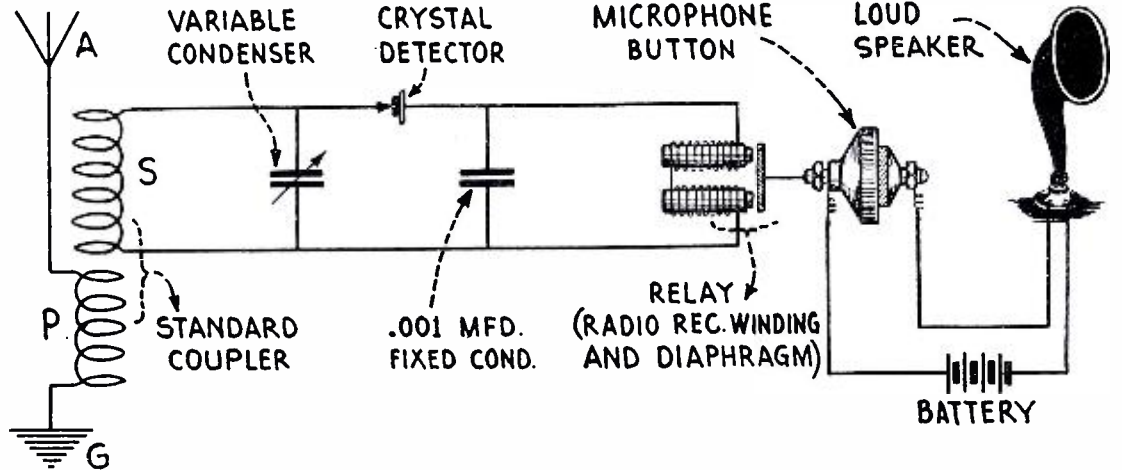 A
VARIABLE
CONDENSER
CRYSTAL
DETECTOR
MICROPHONE
BUTTON
LOUD
SPEAKER
S
P
STANDARD
COUPLER
.001 MFD.
FIXED COND.
RELAY
(RADIO REC. WINDING
AND DIAPHRAGM)
BATTERY
G